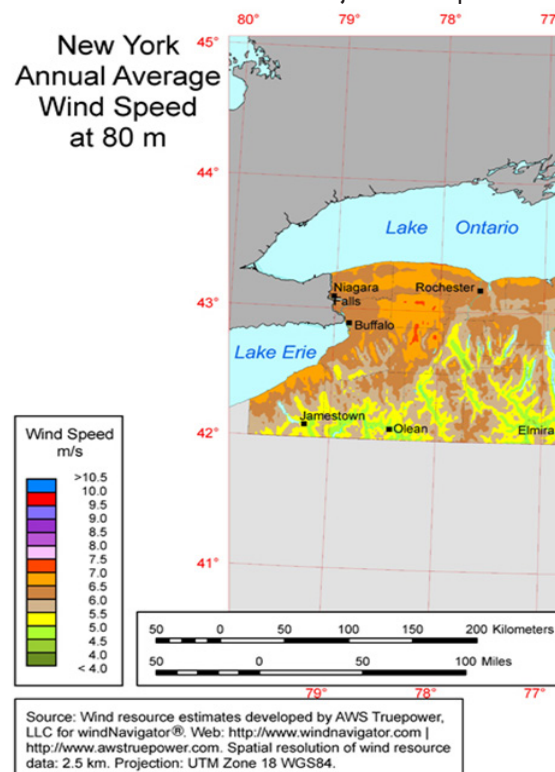 80° 79° 78° 77
New York
Annual Average
Wind Speed
at 80 m
45°
44°
Lake Ontario
Niagara
Falls
Rochester
43°
Buffalo
Lake Erie
Jamestown
Olean
Elmira
42°
Wind Speed
m/s
>10.5
10.0
9.5
9.0
8.5
8.0
7.5
7.0
6.5
6.0
5.5
5.0
4.5
4.0
< 4.0
41°
50 0 50 100 150 200 Kilometers
50 0 50 100 Miles
79° 78° 77°
Source: Wind resource estimates developed by AWS Truepower,
LLC for windNavigator®. Web: http://www.windnavigator.com |
http://www.awstruepower.com. Spatial resolution of wind resource
data: 2.5 km. Projection: UTM Zone 18 WGS84.